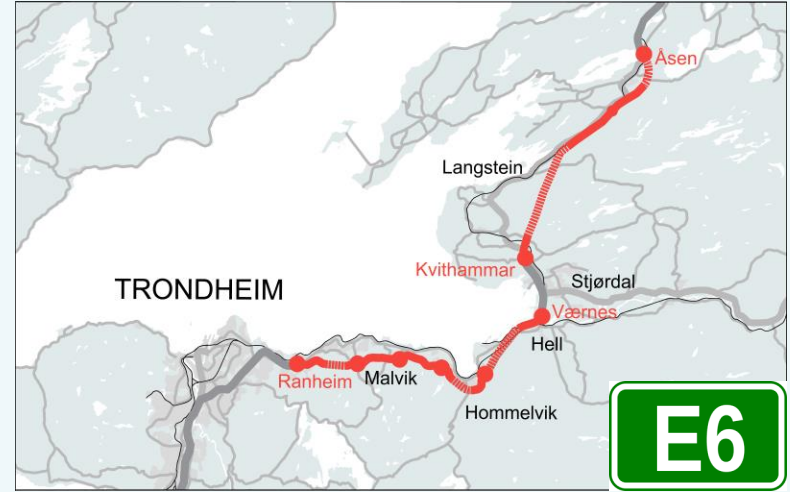 Åsen
Langstein
Kvithammar
Stjørdal
TRONDHEIM
Værnes
Hell
Ranheim
Malvik
Hommelvik
E6